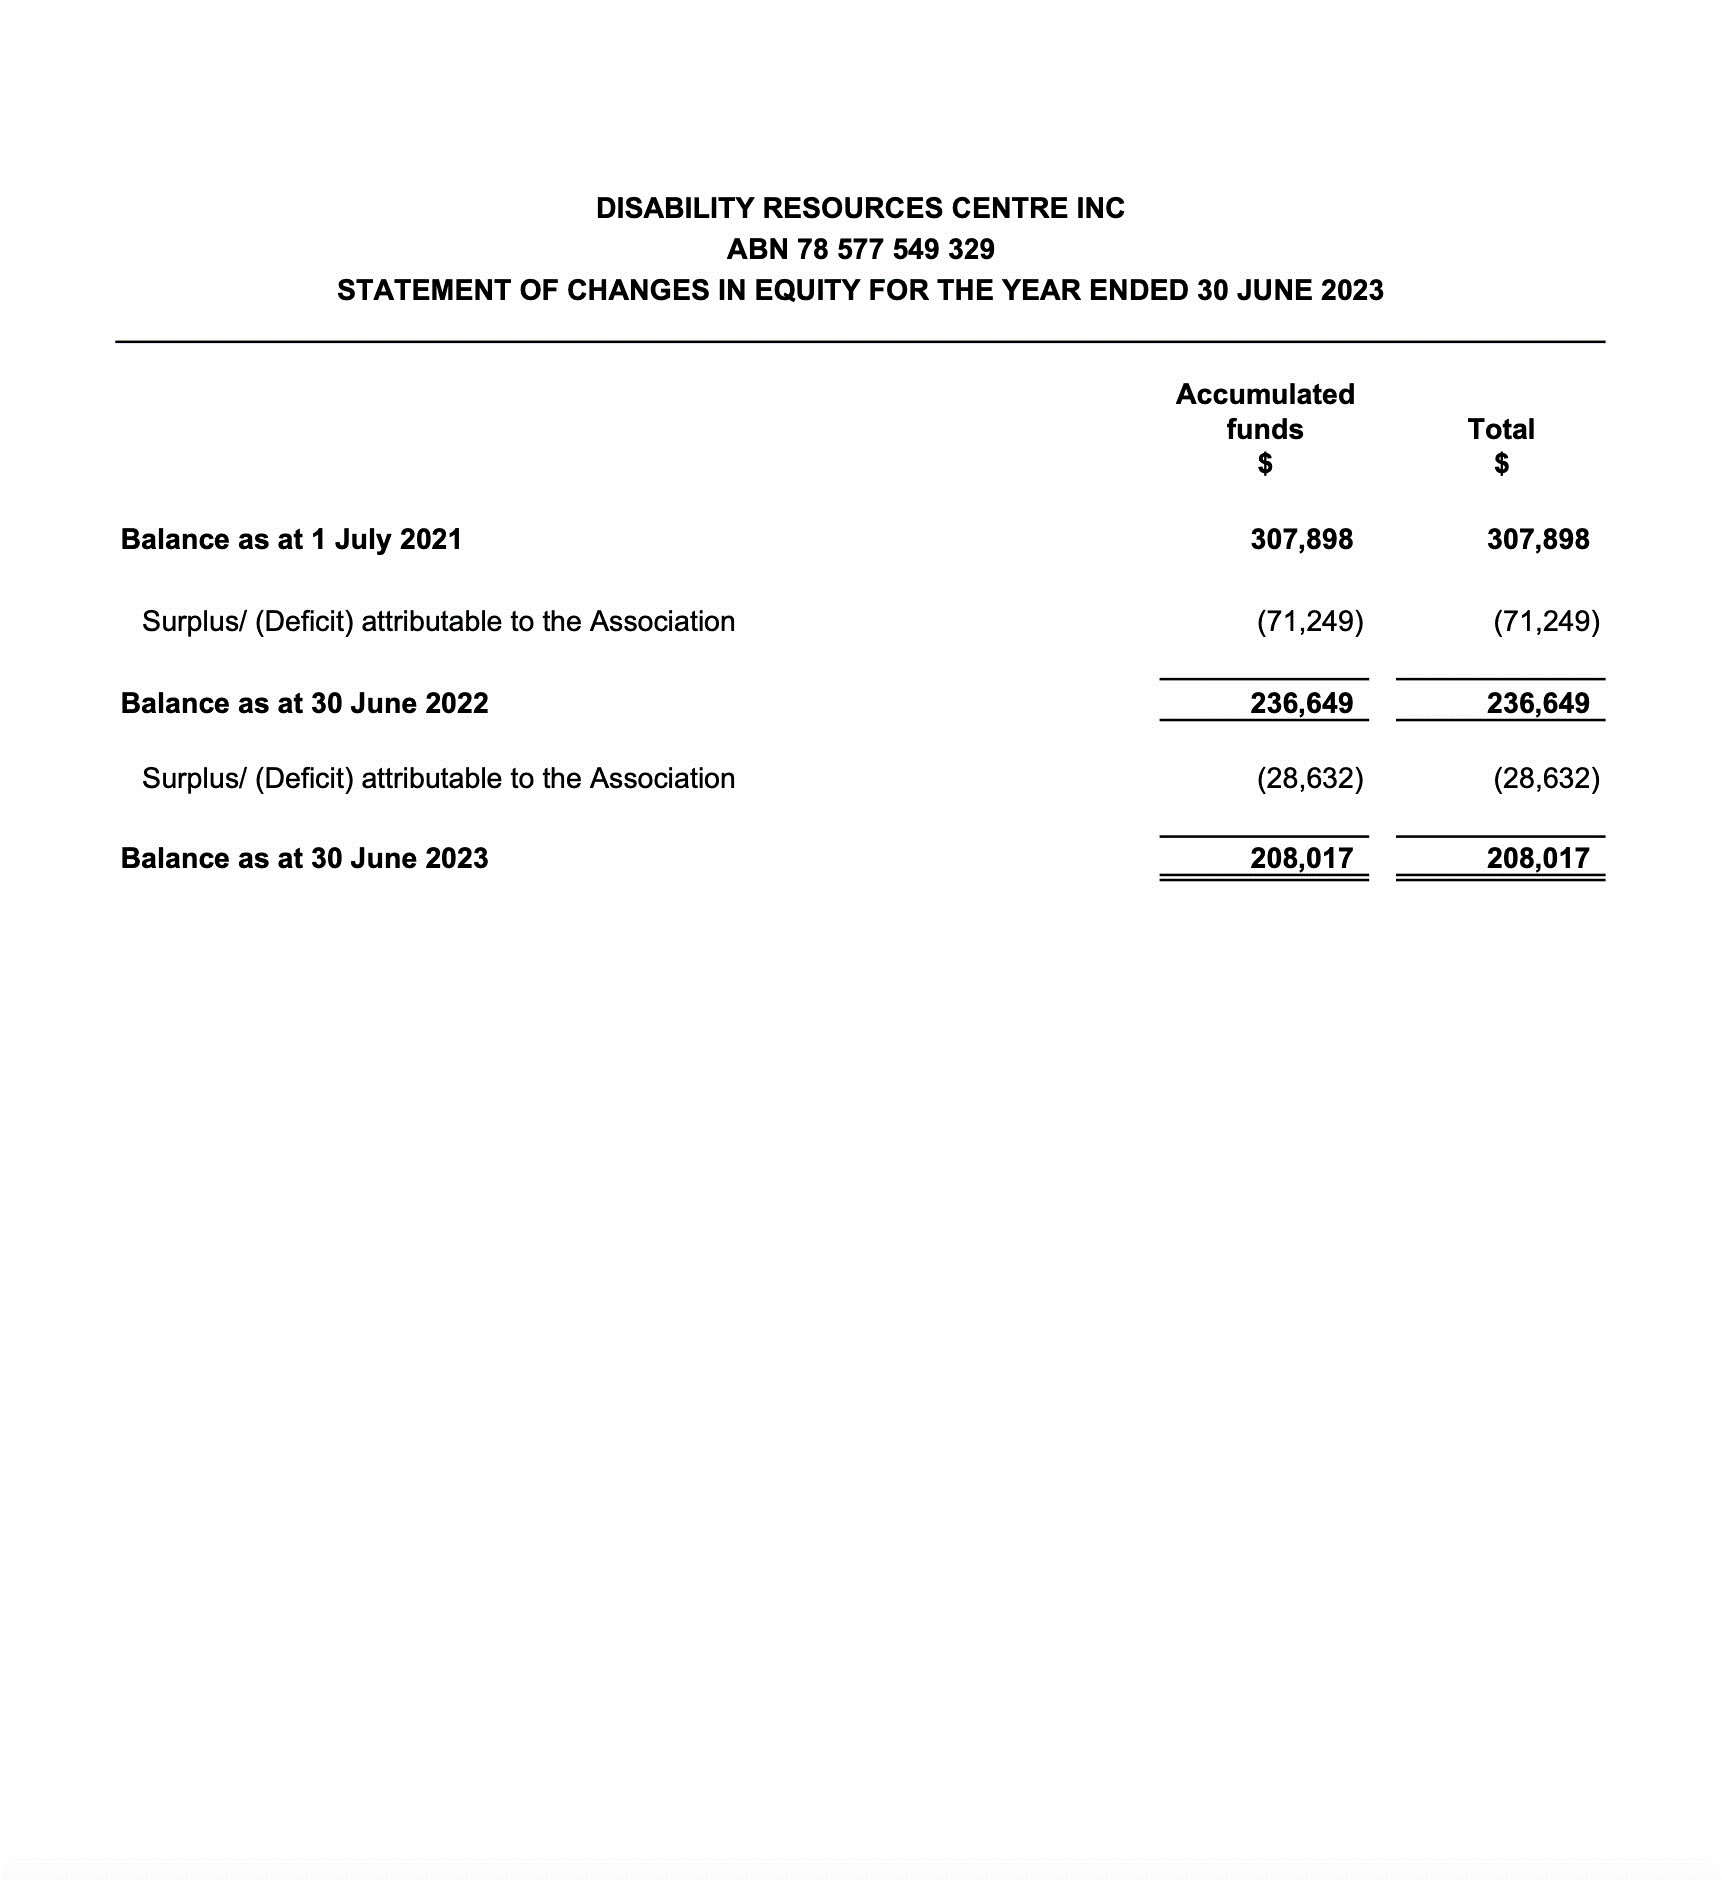 DISABILITY RESOURCES CENTRE INC
ABN 78 577 549 329
STATEMENT OF CHANGES IN EQUITY FOR THE YEAR ENDED 30 JUNE 2023
Accumulated
funds Total
$ $
Balance as at 1 July 2021 307,898 307,898
Surplus/ (Deficit) attributable to the Association (71,249) (71,249)
Balance as at 30 June 2022 236,649 236,649
Surplus/ (Deficit) attributable to the Association (28,632) (28,632)
Balance as at 30 June 2023 208,017 208,017